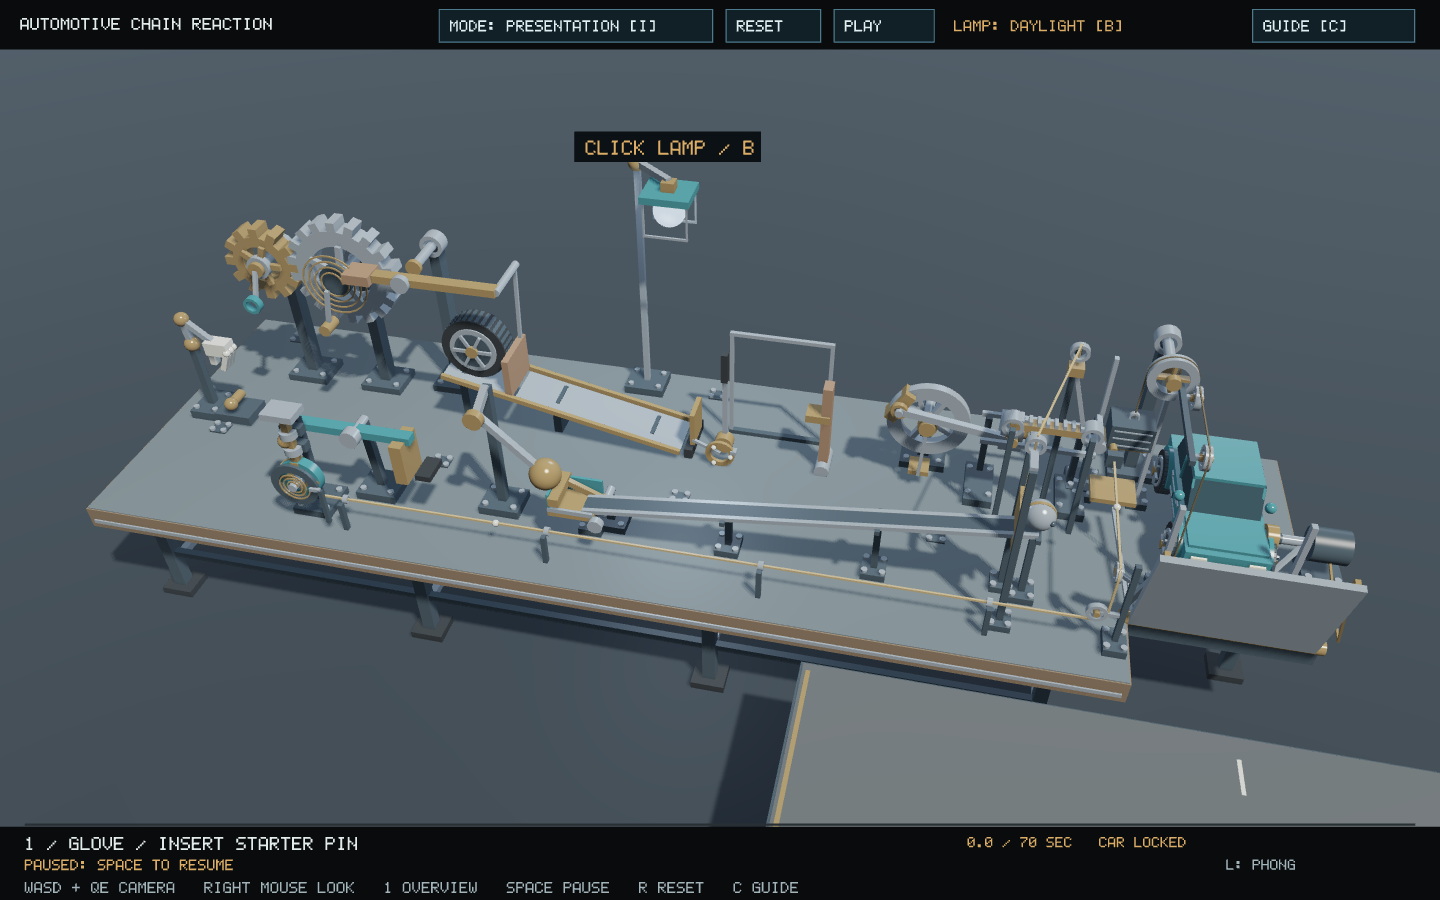 AUTOMOTIVE CHAIN REACTION
MODE: PRESENTATION [I]
RESET
PLAY
LAMP: DAYLIGHT [B]
GUIDE [C]
CLICK LAMP / B
1 / GLOVE / INSERT STARTER PIN
0.0 / 70 SEC CAR LOCKED
PAUSED: SPACE TO RESUME
L: PHONG
WASD + QE CAMERA RIGHT MOUSE LOOK 1 OVERVIEW SPACE PAUSE R RESET C GUIDE